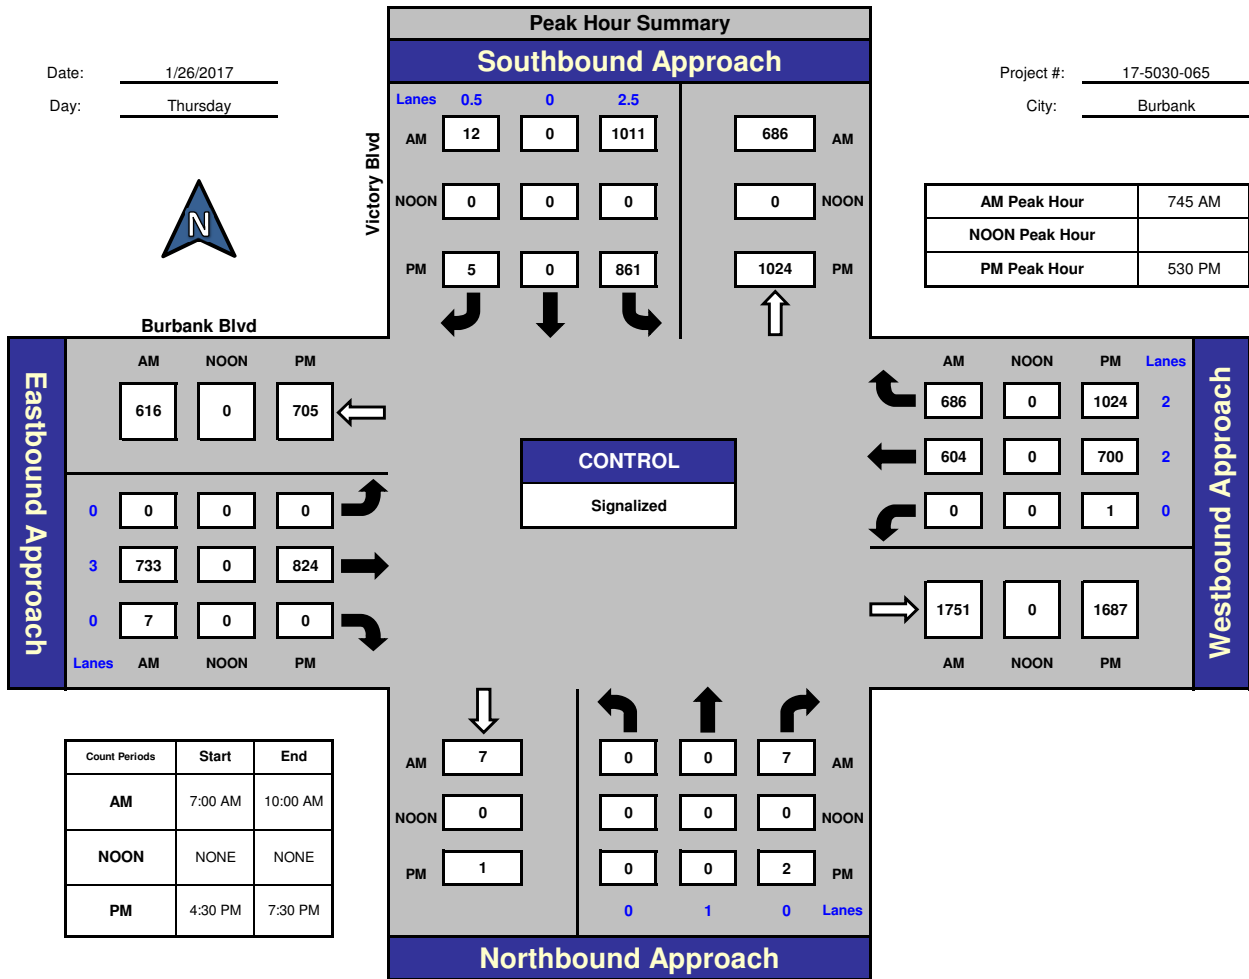 Peak Hour Summary
Southbound Approach
Date: 1/26/2017
Day: Thursday
Project #: 17-5030-065
City: Burbank
N
Victory Blvd
Lanes 0.5 0 2.5
AM 12 0 1011 686 AM
NOON 0 0 0 0 NOON
PM 5 0 861 1024 PM
AM Peak Hour 745 AM
NOON Peak Hour
PM Peak Hour 530 PM
Burbank Blvd
Eastbound Approach
AM NOON PM
616 0 705
0 0 0 0
3 733 0 824
0 7 0 0
Lanes AM NOON PM
CONTROL
Signalized
AM NOON PM Lanes
686 0 1024 2
604 0 700 2
0 0 1 0
1751 0 1687
AM NOON PM
Westbound Approach
Count Periods Start End
AM 7:00 AM 10:00 AM
NOON NONE NONE
PM 4:30 PM 7:30 PM
AM 7 0 0 7 AM
NOON 0 0 0 0 NOON
PM 1 0 0 2 PM
0 1 0 Lanes
Northbound Approach